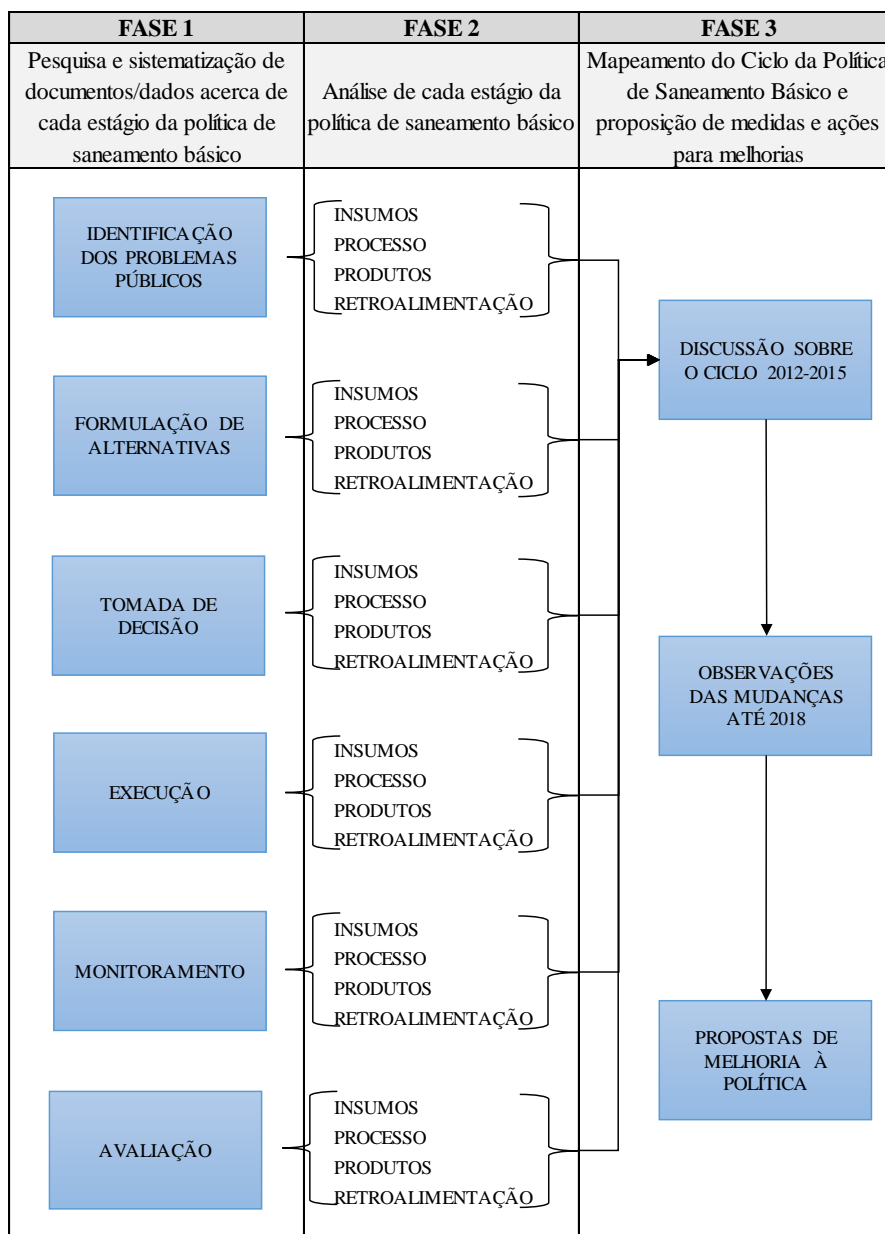 FASE 1
Pesquisa e sistematização de
documentos/dados acerca de
cada estágio da política de
saneamento básico
FASE 2
Análise de cada estágio da
política de saneamento básico
FASE 3
Mapeamento do Ciclo da Política
de Saneamento Básico e
proposição de medidas e ações
para melhorias
IDENTIFICAÇÃO
DOS PROBLEMAS
PÚBLICOS
INSUMOS
PROCESSO
PRODUTOS
RETROALIMENTAÇÃO
FORMULAÇÃO DE
ALTERNATIVAS
INSUMOS
PROCESSO
PRODUTOS
RETROALIMENTAÇÃO
TOMADA DE
DECISÃO
INSUMOS
PROCESSO
PRODUTOS
RETROALIMENTAÇÃO
EXECUÇÃO
INSUMOS
PROCESSO
PRODUTOS
RETROALIMENTAÇÃO
MONITORAMENTO
INSUMOS
PROCESSO
PRODUTOS
RETROALIMENTAÇÃO
AVALIAÇÃO
INSUMOS
PROCESSO
PRODUTOS
RETROALIMENTAÇÃO
DISCUSSÃO SOBRE
O CICLO 2012-2015
OBSERVAÇÕES
DAS MUDANÇAS
ATÉ 2018
PROPOSTAS DE
MELHORIA À
POLÍTICA